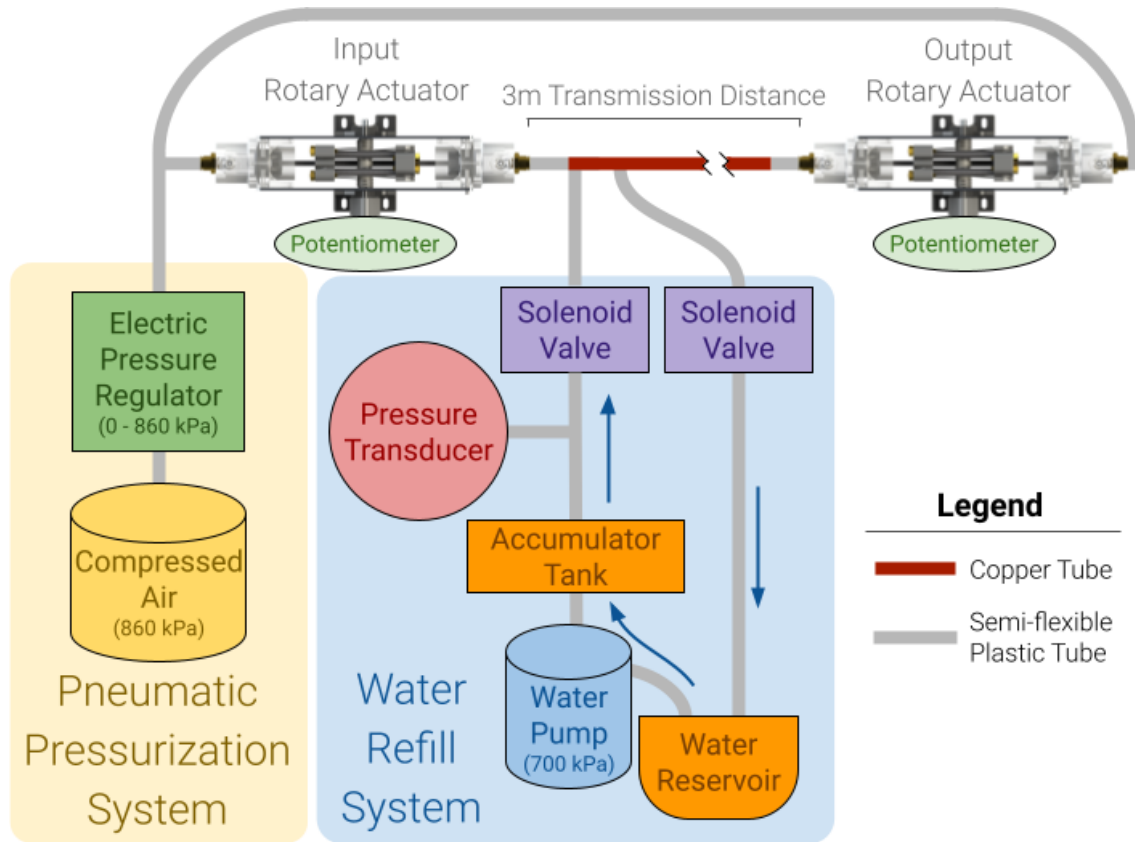 Input
Rotary Actuator
3m Transmission Distance
Output
Rotary Actuator
Potentiometer
Potentiometer
Electric
Pressure
Regulator
(0 - 860 kPa)
Compressed
Air
(860 kPa)
Pneumatic
Pressurization
System
Solenoid
Valve
Solenoid
Valve
Pressure
Transducer
Accumulator
Tank
Water
Pump
(700 kPa)
Water
Reservoir
Water
Refill
System
Legend
Copper Tube
Semi-flexible
Plastic Tube